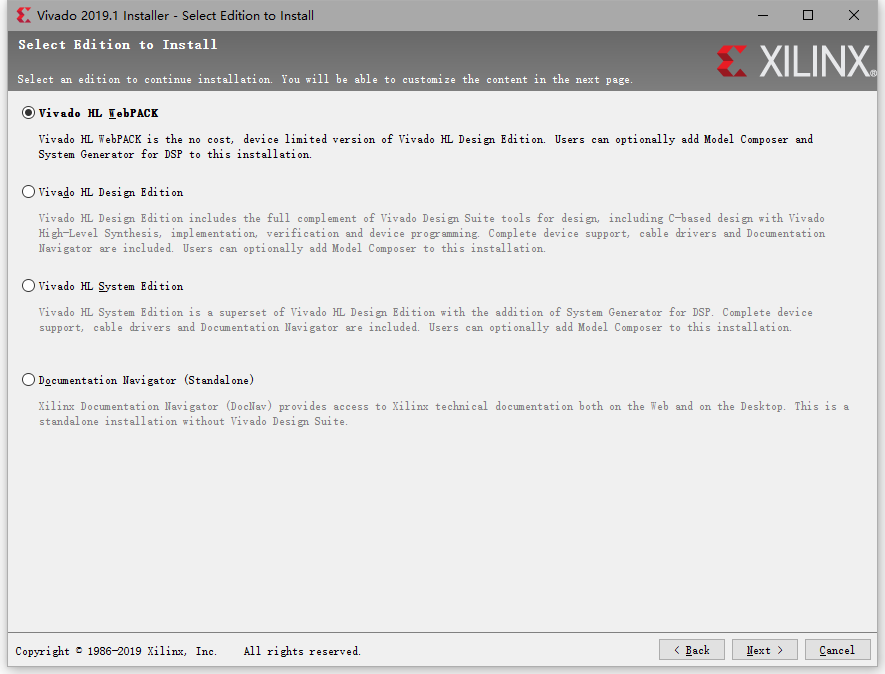 Vivado 2019.1 Installer - Select Edition to Install
Select Edition to Install
XILINX®
Select an edition to continue installation. You will be able to customize the content in the next page.
Vivado HL WebPACK
Vivado HL WebPACK is the no cost, device limited version of Vivado HL Design Edition. Users can optionally add Model Composer and
System Generator for DSP to this installation.
Vivado HL Design Edition
Vivado HL Design Edition includes the full complement of Vivado Design Suite tools for design, including C-based design with Vivado
High-Level Synthesis, implementation, verification and device programming. Complete device support, cable drivers and Documentation
Navigator are included. Users can optionally add Model Composer to this installation.
Vivado HL System Edition
Vivado HL System Edition is a superset of Vivado HL Design Edition with the addition of System Generator for DSP. Complete device
support, cable drivers and Documentation Navigator are included. Users can optionally add Model Composer to this installation.
Documentation Navigator (Standalone)
Xilinx Documentation Navigator (DocNav) provides access to Xilinx technical documentation both on the Web and on the Desktop. This is a
standalone installation without Vivado Design Suite.
Copyright © 1986-2019 Xilinx, Inc. All rights reserved.
< Back Next > Cancel